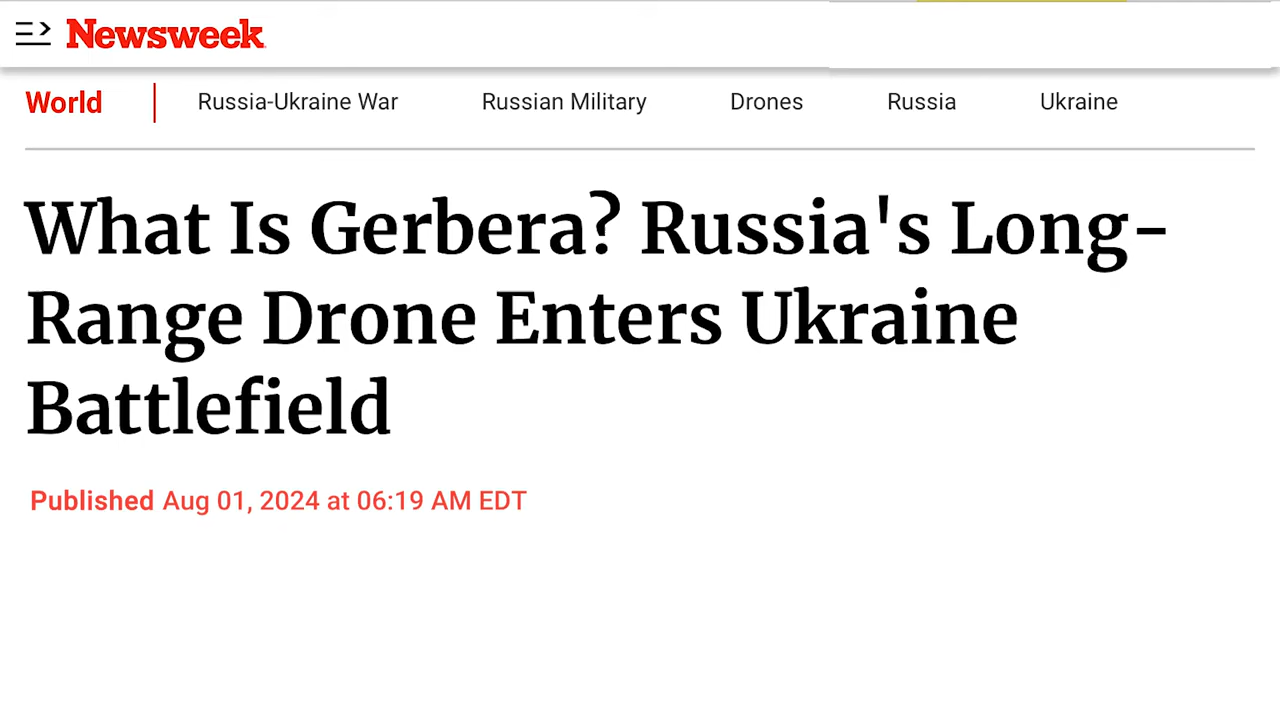 Newsweek
World Russia-Ukraine War Russian Military Drones Russia Ukraine
What Is Gerbera? Russia's Long-
Range Drone Enters Ukraine
Battlefield
Published Aug 01, 2024 at 06:19 AM EDT